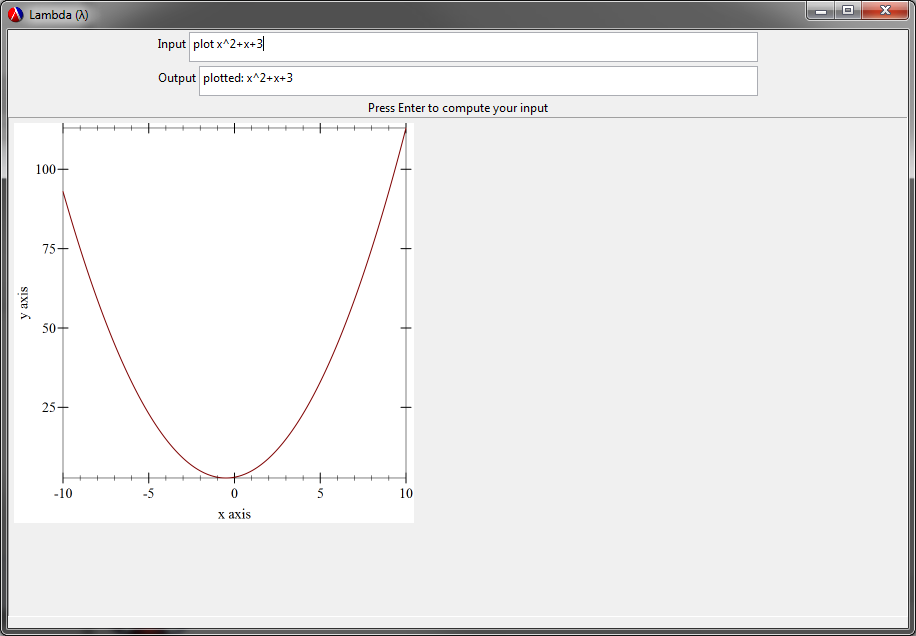 Lambda (λ)
Input plot x^2+x+3
Output plotted: x^2+x+3
Press Enter to compute your input
100
75
50
25
y axis
-10 -5 0 5 10
x axis